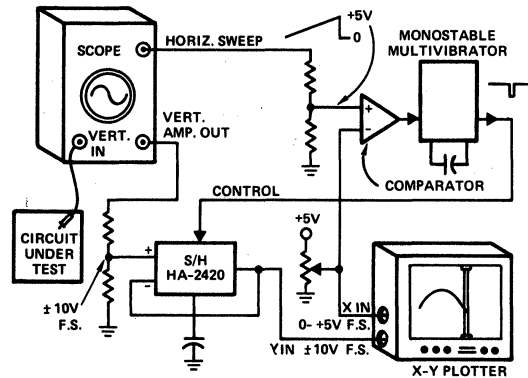 SCOPE
HORIZ. SWEEP
+5V
0
MONOSTABLE
MULTIVIBRATOR
VERT.
IN
VERT.
AMP. OUT
+
−
COMPARATOR
CONTROL
+5V
CIRCUIT
UNDER
TEST
+
−
S/H
HA-2420
± 10V
F.S.
X IN
0- +5V F.S.
YIN ±10V F.S.
X-Y PLOTTER